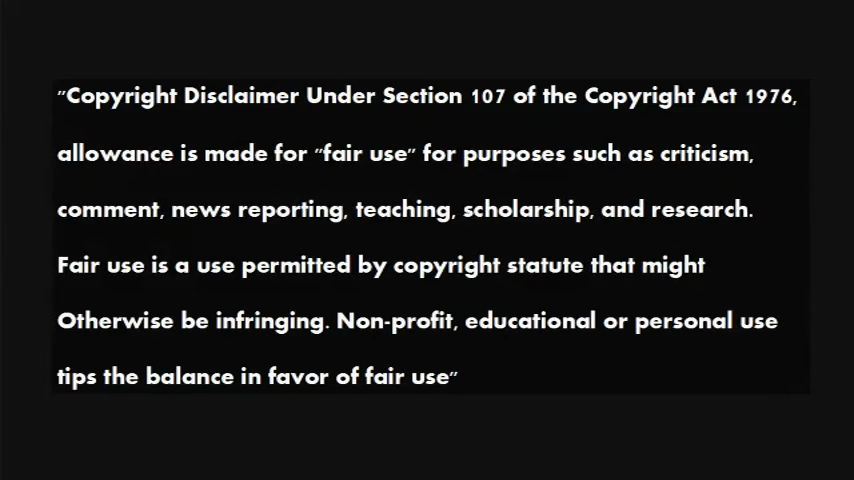 "Copyright Disclaimer Under Section 107 of the Copyright Act 1976,
allowance is made for "fair use" for purposes such as criticism,
comment, news reporting, teaching, scholarship, and research.
Fair use is a use permitted by copyright statute that might
Otherwise be infringing. Non-profit, educational or personal use
tips the balance in favor of fair use"